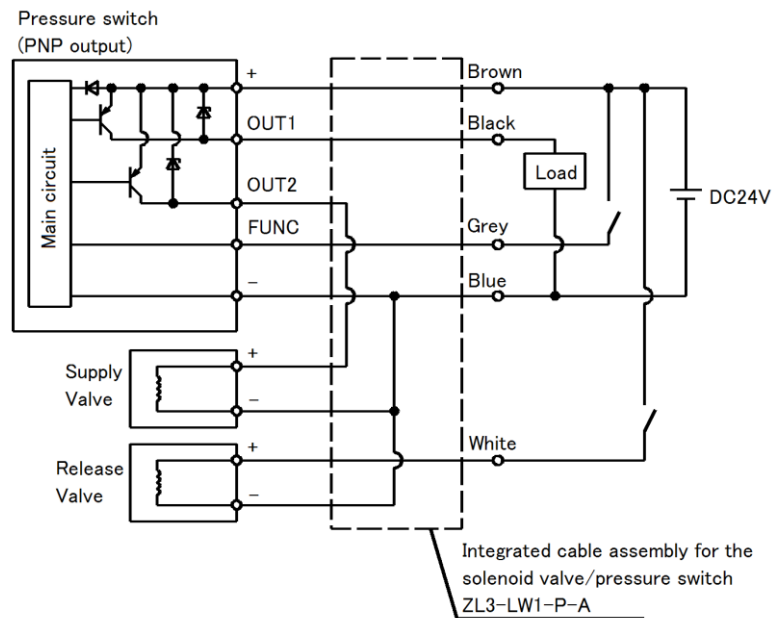 Pressure switch
(PNP output)
Main circuit
+
OUT1
OUT2
FUNC
-
Brown
Black
Load
DC24V
Grey
Blue
Supply
Valve
+
-
White
Release
Valve
+
-
Integrated cable assembly for the
solenoid valve/pressure switch
ZL3-LW1-P-A